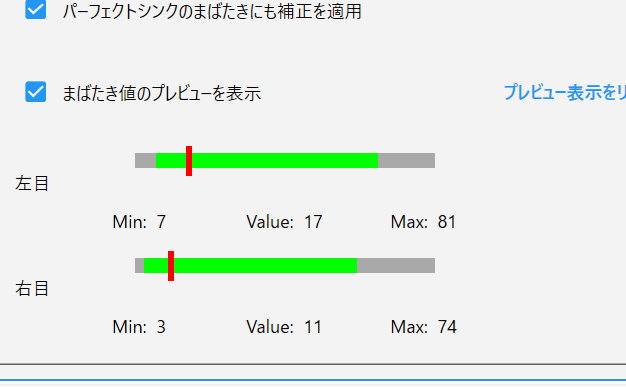 パーフェクトシンクのまばたきにも補正を適用
まばたき値のプレビューを表示
プレビュー表示をリ
左目
Min: 7 Value: 17 Max: 81
右目
Min: 3 Value: 11 Max: 74